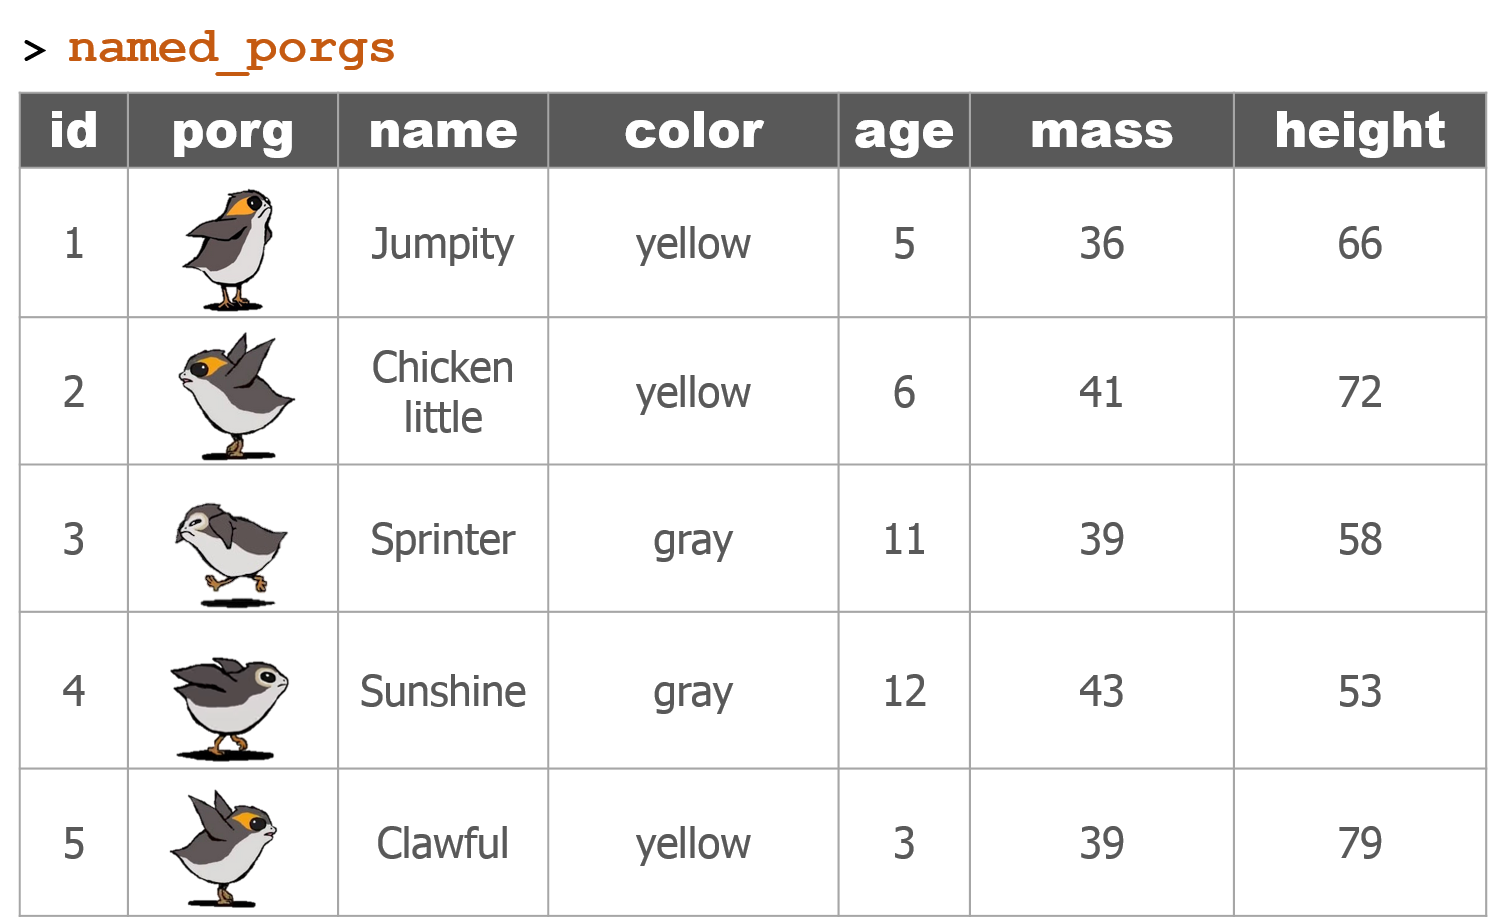 > named_porgs
id porg name color age mass height
1 Jumpity yellow 5 36 66
2 Chicken little yellow 6 41 72
3 Sprinter gray 11 39 58
4 Sunshine gray 12 43 53
5 Clawful yellow 3 39 79